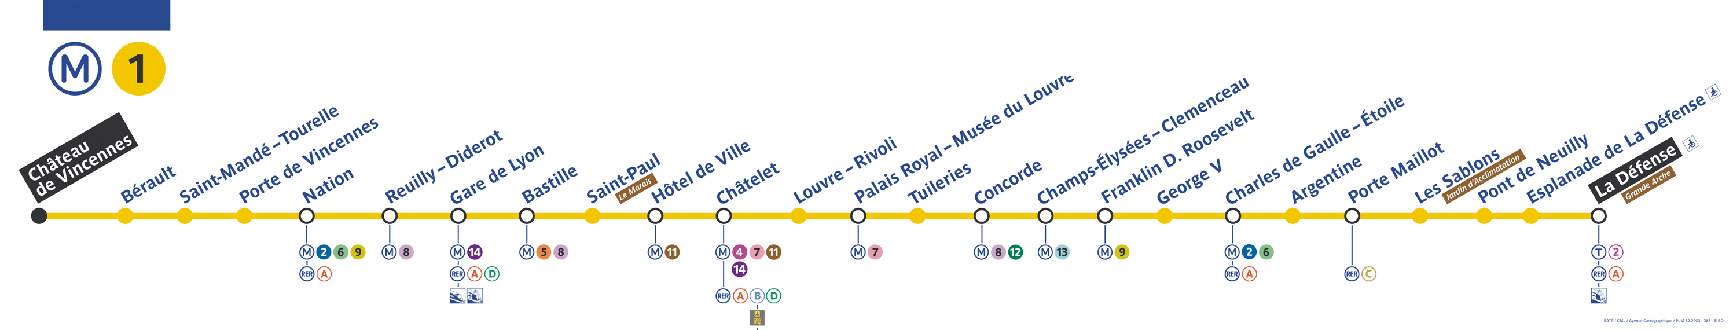 M 1
Château
de Vincennes
Bérault
Saint-Mandé – Tourelle
Porte de Vincennes
Nation
Reuilly – Diderot
Gare de Lyon
Bastille
Saint-Paul
Le Marais
Hôtel de Ville
Châtelet
Louvre – Rivoli
Palais Royal – Musée du Louvre
Tuileries
Concorde
Champs-Élysées – Clemenceau
Franklin D. Roosevelt
George V
Charles de Gaulle – Étoile
Argentine
Porte Maillot
Les Sablons
Jardin d'Acclimatation
Pont de Neuilly
Esplanade de La Défense
La Défense
Grande Arche
M 2 6 9
RER A
M 8
M 14
RER A D
M 5 8
M 11
M 4 7 11
14
RER A B D
M 7
M 8 12
M 13
M 9
M 2 6
RER A
RER C
T 2
RER A